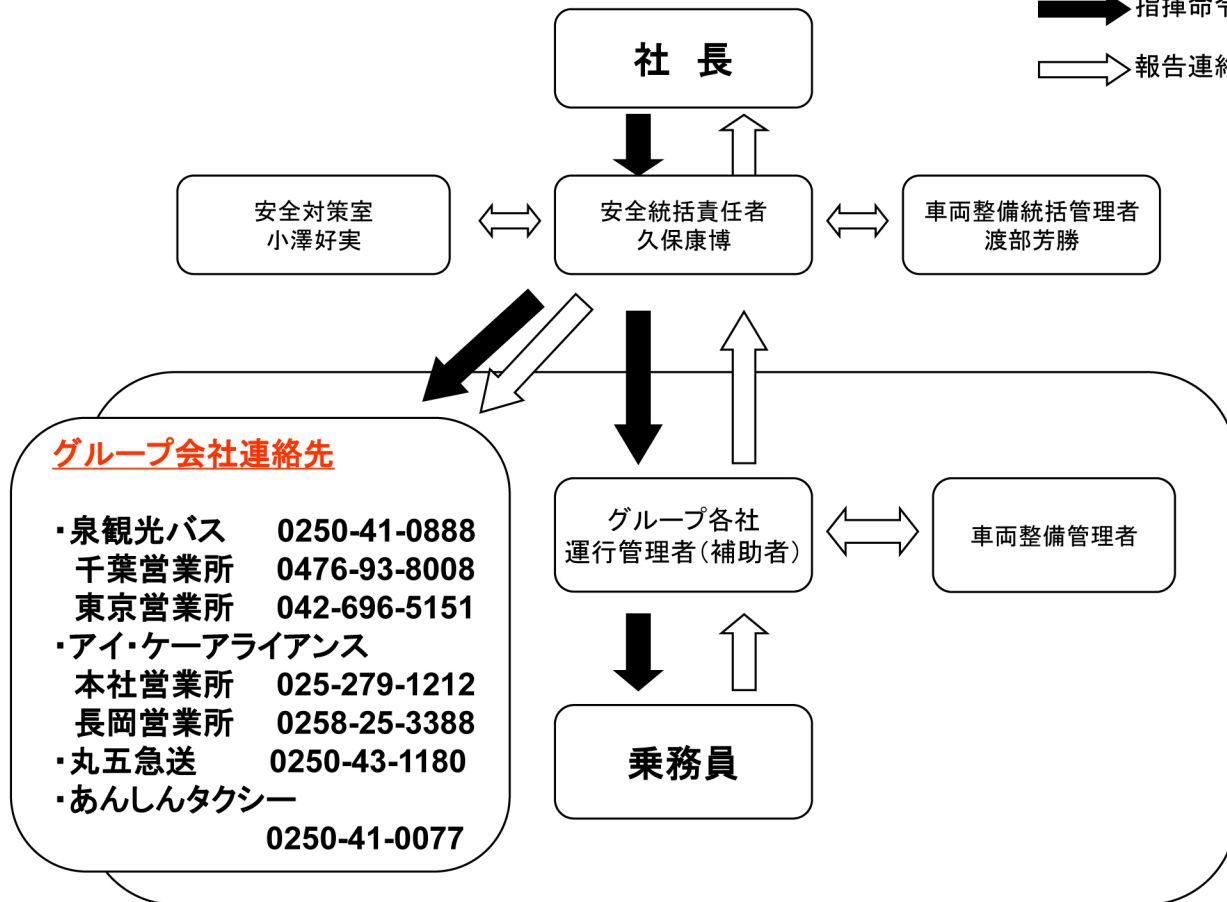 指揮命令
報告連絡
社 長
安全対策室
小澤好実
安全統括責任者
久保康博
車両整備統括管理者
渡部芳勝
グループ会社連絡先
・泉観光バス 0250-41-0888
千葉営業所 0476-93-8008
東京営業所 042-696-5151
・アイ・ケーアライアンス
本社営業所 025-279-1212
長岡営業所 0258-25-3388
・丸五急送 0250-43-1180
・あんしんタクシー
0250-41-0077
グループ各社
運行管理者(補助者)
車両整備管理者
乗務員